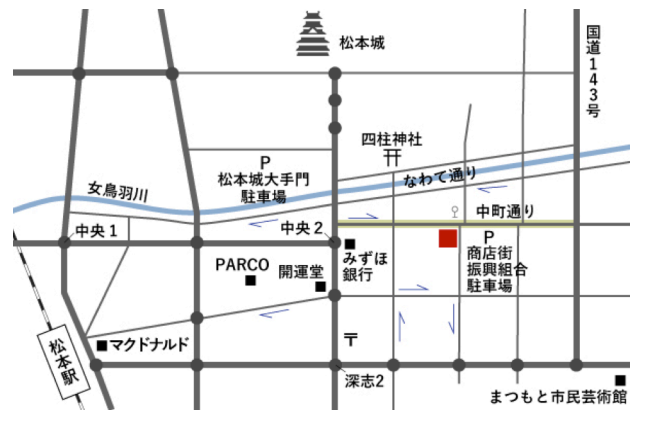 松本城
国道143号
四柱神社
P
松本城大手門
駐車場
なわて通り
女鳥羽川
中町通り
中央1
中央2
みずほ
銀行
P
商店街
振興組合
駐車場
PARCO
開運堂
マクドナルド
〒
松本駅
深志2
まつもと市民芸術館